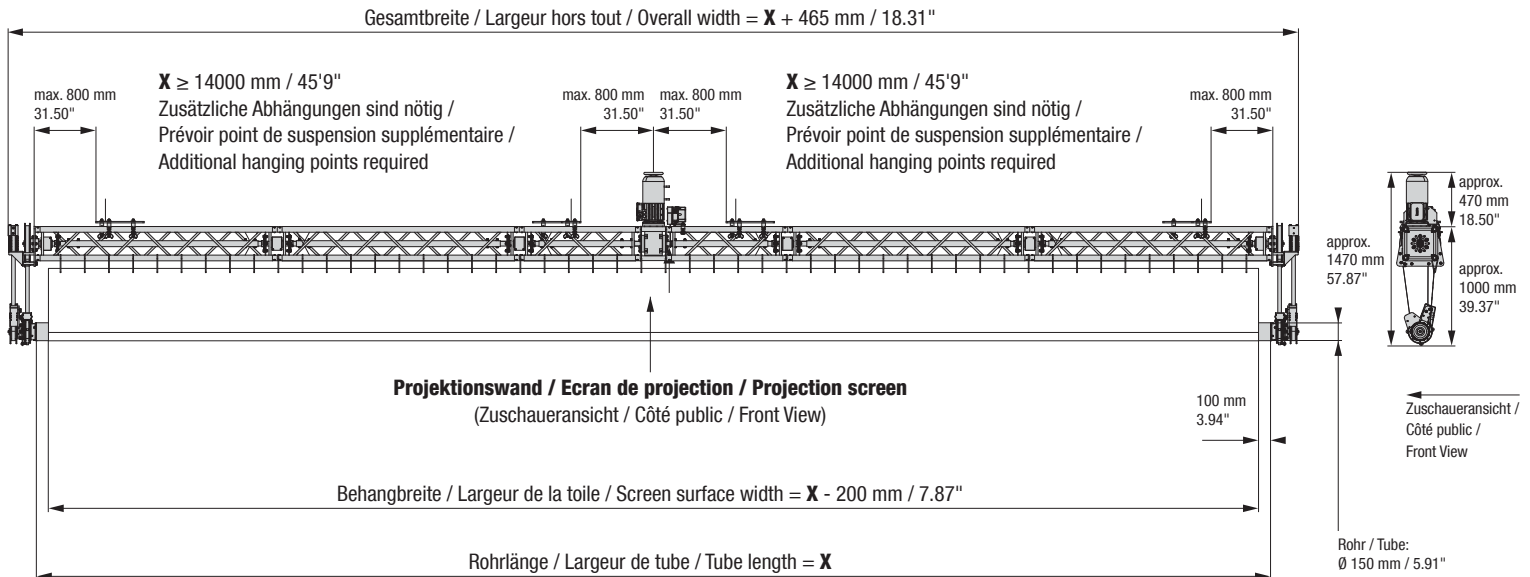 Gesamtbreite / Largeur hors tout / Overall width = X + 465 mm / 18.31"
X ≥ 14000 mm / 45'9"
Zusätzliche Abhängungen sind nötig /
Prévoir point de suspension supplémentaire /
Additional hanging points required
max. 800 mm
31.50"
max. 800 mm
31.50"
max. 800 mm
31.50"
X ≥ 14000 mm / 45'9"
Zusätzliche Abhängungen sind nötig /
Prévoir point de suspension supplémentaire /
Additional hanging points required
max. 800 mm
31.50"
approx.
470 mm
18.50"
approx.
1470 mm
57.87"
approx.
1000 mm
39.37"
Projektionswand / Ecran de projection / Projection screen
(Zuschaueransicht / Côté public / Front View)
100 mm
3.94"
Zuschaueransicht /
Côté public /
Front View
Behangbreite / Largeur de la toile / Screen surface width = X - 200 mm / 7.87"
Rohrlänge / Largeur de tube / Tube length = X
Rohr / Tube:
Ø 150 mm / 5.91"